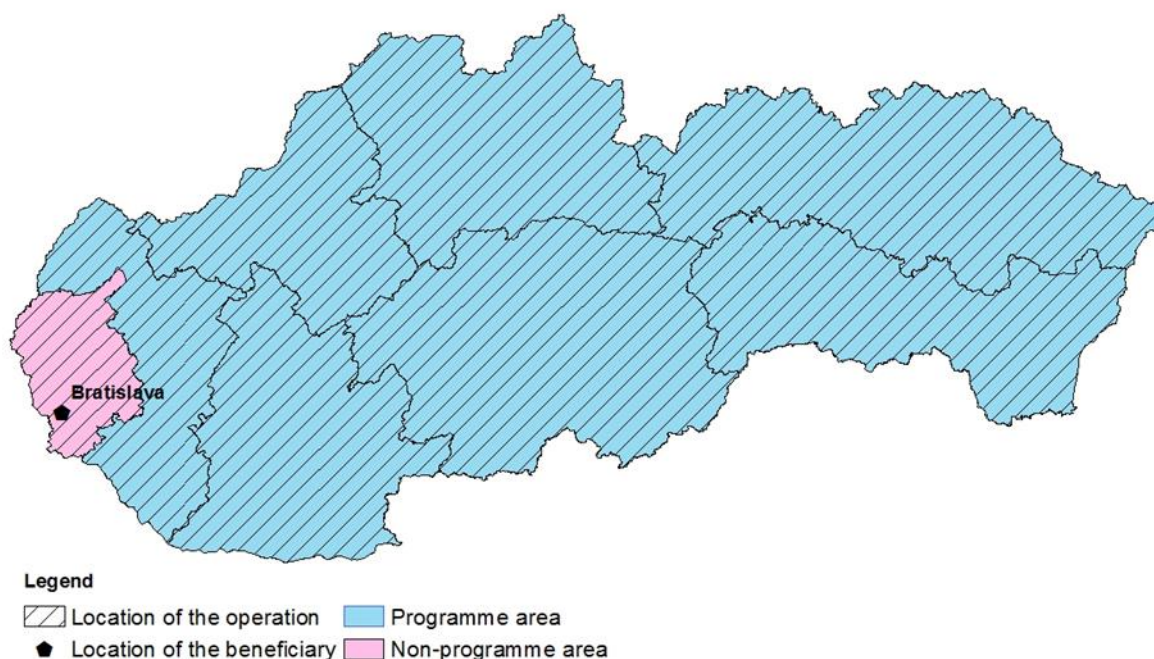 Bratislava
Legend
Location of the operation Programme area
Location of the beneficiary Non-programme area